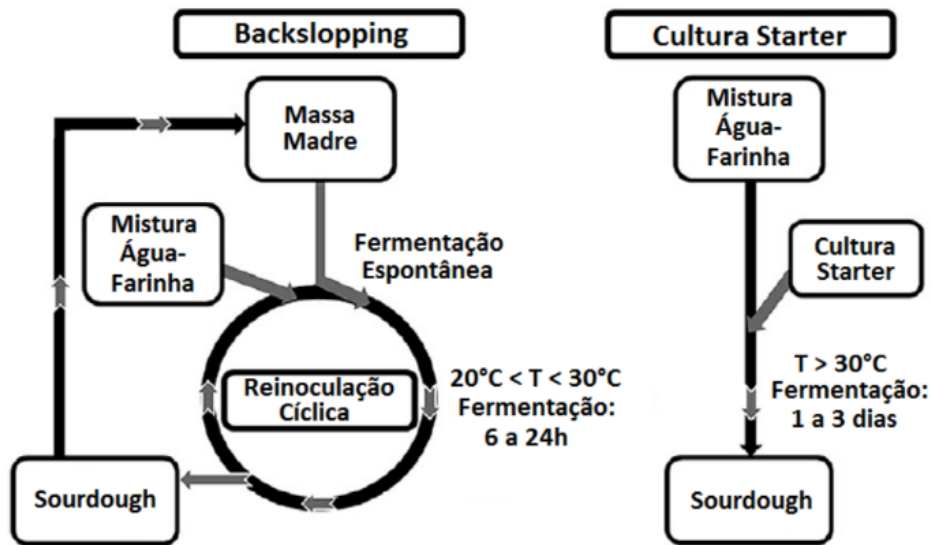 Backslopping
Massa
Madre
Mistura
Água-
Farinha
Fermentação
Espontânea
Reinoculação
Cíclica
20°C < T < 30°C
Fermentação:
6 a 24h
Sourdough
Cultura Starter
Mistura
Água-
Farinha
Cultura
Starter
T > 30°C
Fermentação:
1 a 3 dias
Sourdough